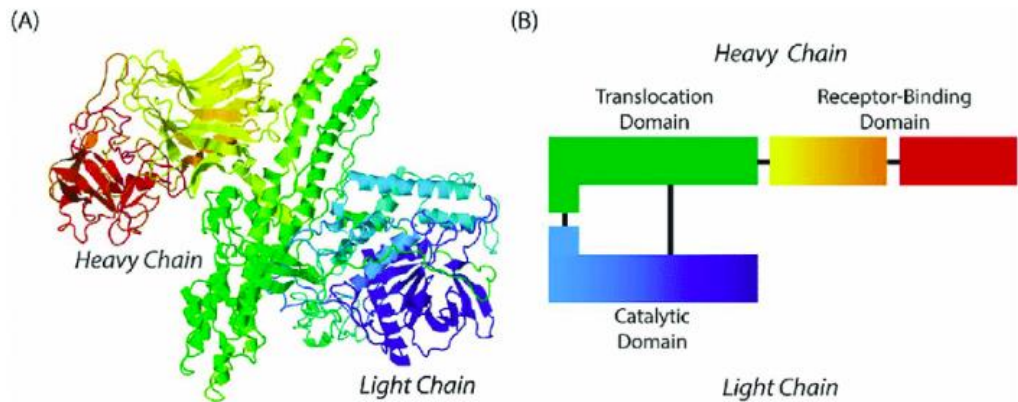 (A)
Heavy Chain
Light Chain
(B)
Heavy Chain
Translocation
Domain
Receptor-Binding
Domain
Catalytic
Domain
Light Chain